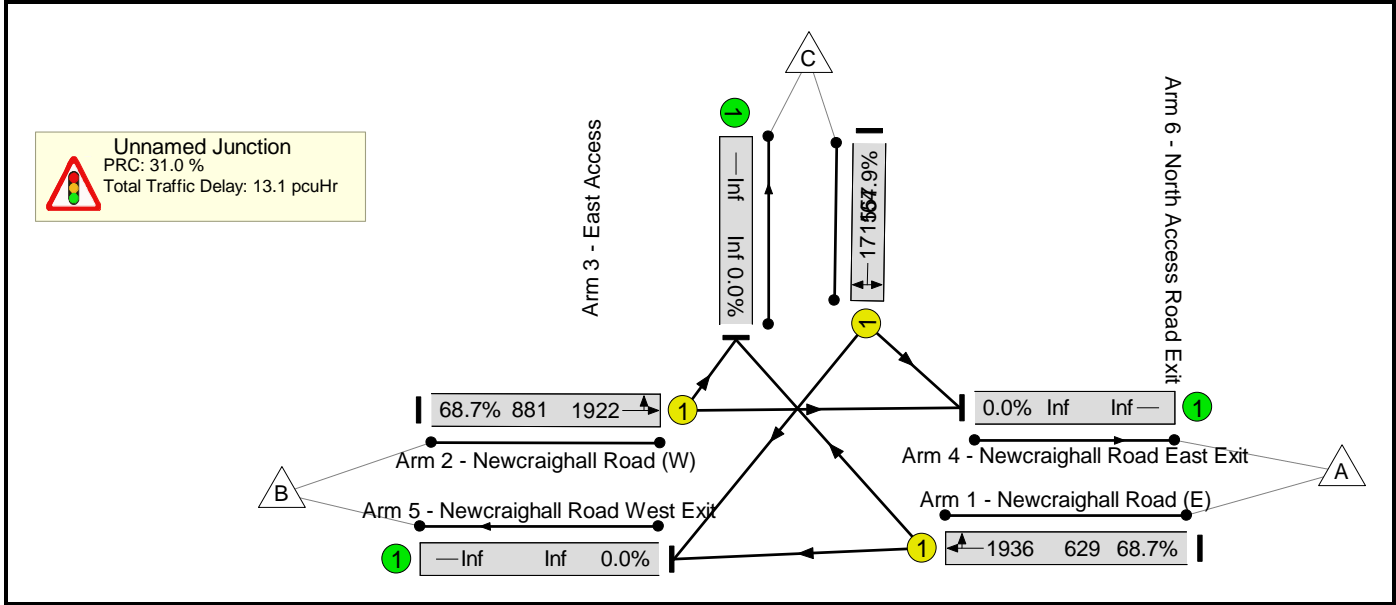 Unnamed Junction
PRC: 31.0 %
Total Traffic Delay: 13.1 pcuHr
C
Arm 3 - East Access
1
Inf Inf 0.0%
Arm 6 - North Access Road Exit
1
68.7% 881 1922
1
0.0% Inf Inf
1
Arm 2 - Newcraighall Road (W)
Arm 4 - Newcraighall Road East Exit
B
A
Arm 5 - Newcraighall Road West Exit
Arm 1 - Newcraighall Road (E)
1
Inf Inf 0.0%
1
1936 629 68.7%